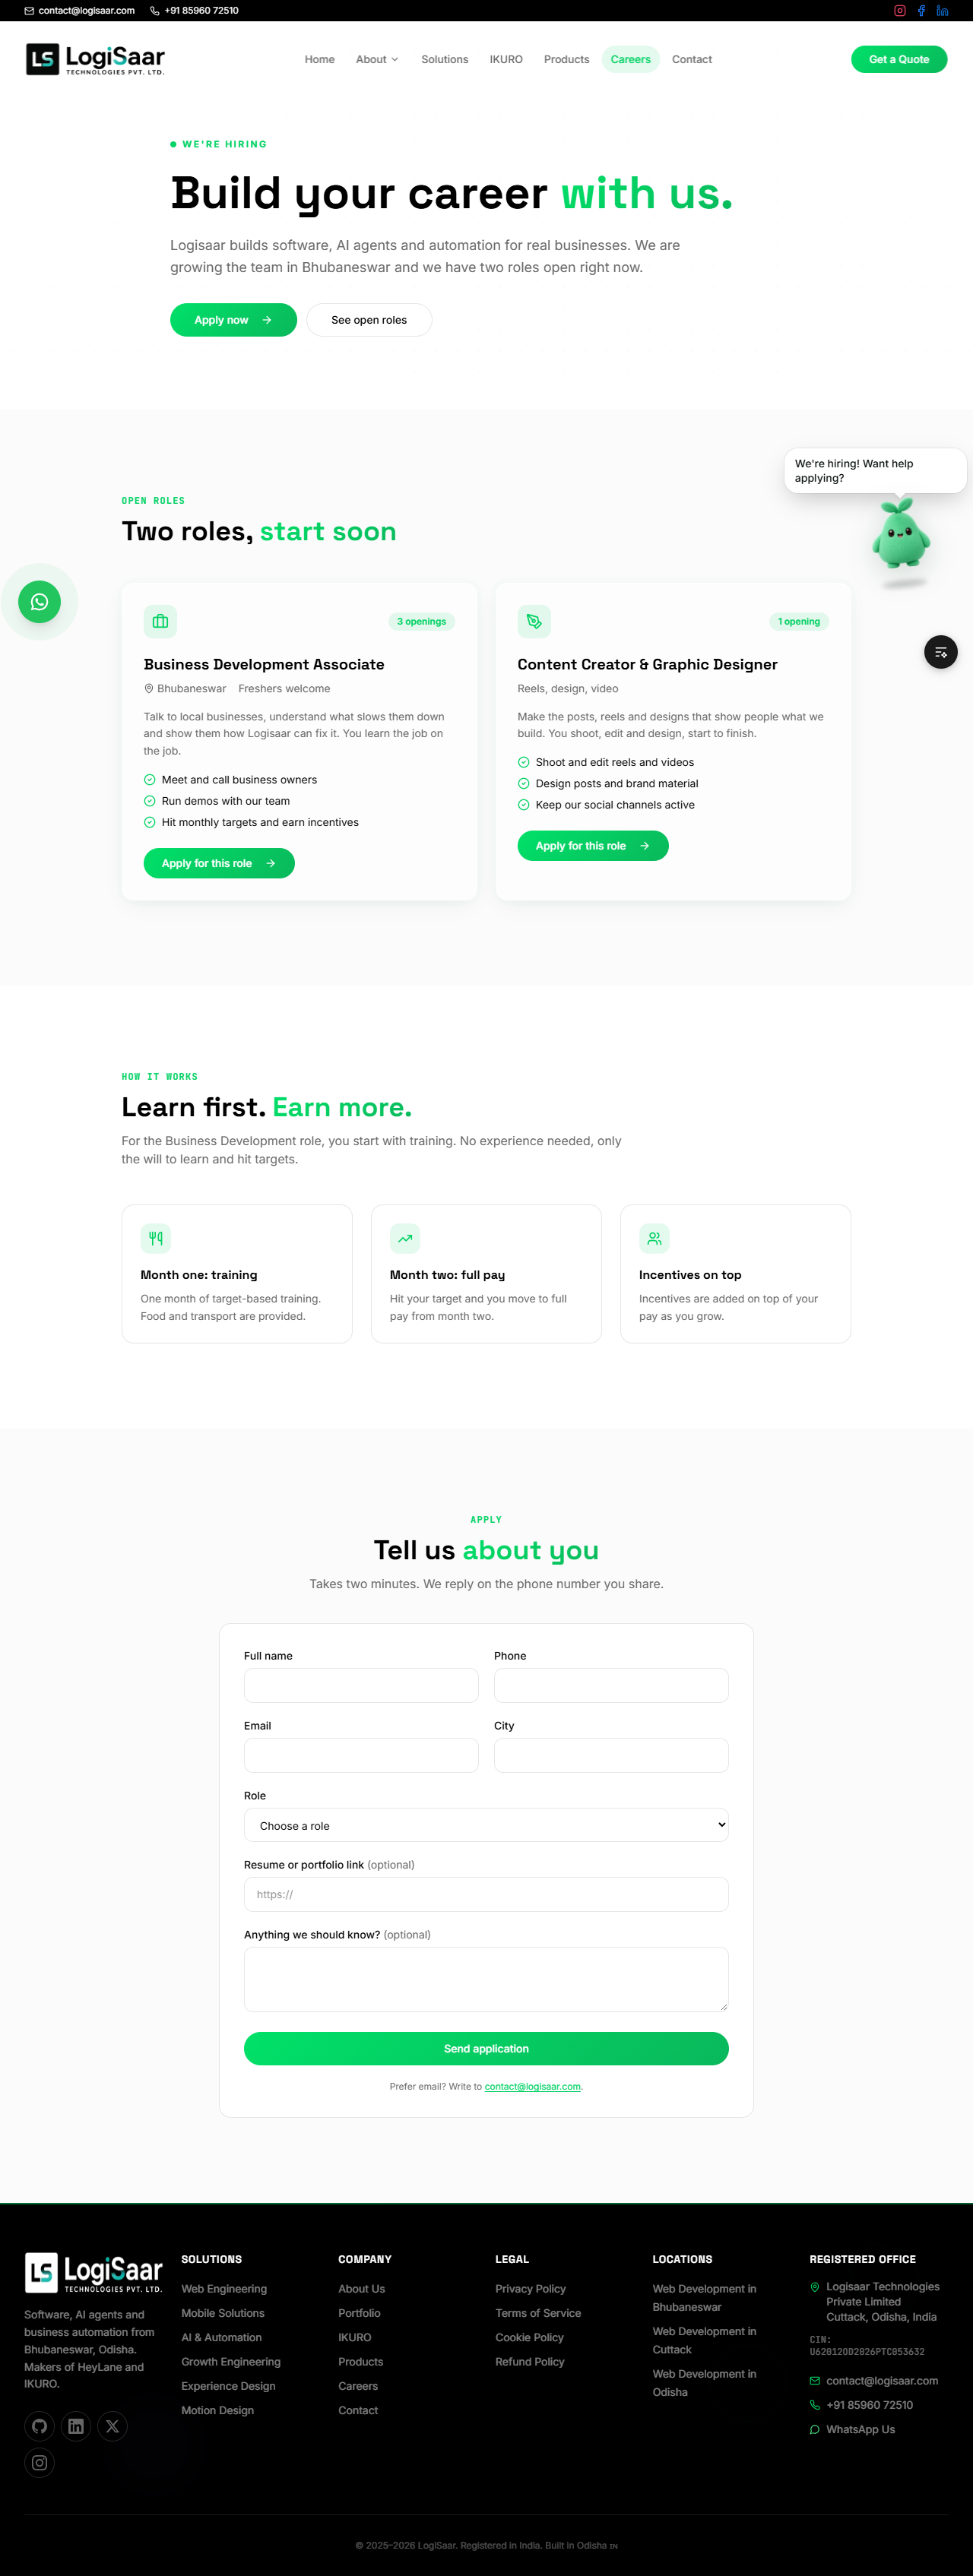 contact@logisaar.com +91 85960 72510
LS LogiSaar
TECHNOLOGIES PVT. LTD.
Home About Solutions IKURO Products Careers Contact
Get a Quote
WE'RE HIRING
Build your career with us.
Logisaar builds software, AI agents and automation for real businesses. We are
growing the team in Bhubaneswar and we have two roles open right now.
Apply now
See open roles
We're hiring! Want help
applying?
OPEN ROLES
Two roles, start soon
3 openings
Business Development Associate
Bhubaneswar Freshers welcome
Talk to local businesses, understand what slows them down
and show them how Logisaar can fix it. You learn the job on
the job.
Meet and call business owners
Run demos with our team
Hit monthly targets and earn incentives
Apply for this role
1 opening
Content Creator & Graphic Designer
Reels, design, video
Make the posts, reels and designs that show people what we
build. You shoot, edit and design, start to finish.
Shoot and edit reels and videos
Design posts and brand material
Keep our social channels active
Apply for this role
HOW IT WORKS
Learn first. Earn more.
For the Business Development role, you start with training. No experience needed, only
the will to learn and hit targets.
Month one: training
One month of target-based training.
Food and transport are provided.
Month two: full pay
Hit your target and you move to full
pay from month two.
Incentives on top
Incentives are added on top of your
pay as you grow.
APPLY
Tell us about you
Takes two minutes. We reply on the phone number you share.
Full name
Phone
Email
City
Role
Choose a role
Resume or portfolio link (optional)
https://
Anything we should know? (optional)
Send application
Prefer email? Write to contact@logisaar.com.
LS LogiSaar
TECHNOLOGIES PVT. LTD.
Software, AI agents and
business automation from
Bhubaneswar, Odisha.
Makers of HeyLane and
IKURO.
SOLUTIONS
Web Engineering
Mobile Solutions
AI & Automation
Growth Engineering
Experience Design
Motion Design
COMPANY
About Us
Portfolio
IKURO
Products
Careers
Contact
LEGAL
Privacy Policy
Terms of Service
Cookie Policy
Refund Policy
LOCATIONS
Web Development in
Bhubaneswar
Web Development in
Cuttack
Web Development in
Odisha
REGISTERED OFFICE
Logisaar Technologies
Private Limited
Cuttack, Odisha, India
CIN:
U62012OD2026PTC053632
contact@logisaar.com
+91 85960 72510
WhatsApp Us
© 2025–2026 LogiSaar. Registered in India. Built in Odisha IN